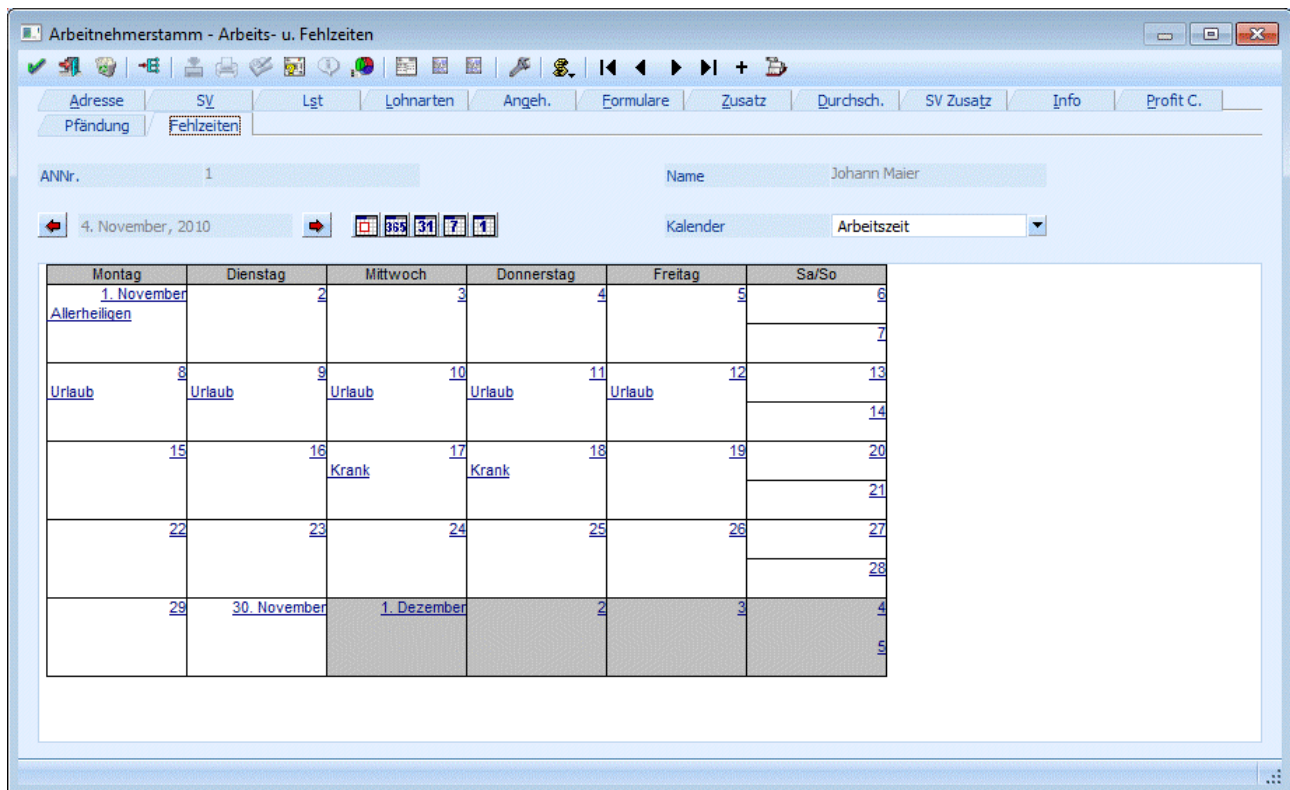 Arbeitnehmerstamm - Arbeits- u. Fehlzeiten
Adresse SV Lst Lohnarten Angeh. Formulare Zusatz Durchsch. SV Zusatz Info Profit C.
Pfändung Fehlzeiten
ANNr. 1 Name Johann Maier
4. November, 2010 365 31 7 1 Kalender Arbeitszeit
Montag Dienstag Mittwoch Donnerstag Freitag Sa/So
1. November 2 3 4 5 6
Allerheiligen
7
8 9 10 11 12 13
Urlaub Urlaub Urlaub Urlaub Urlaub
14
15 16 17 18 19 20
Krank Krank
21
22 23 24 25 26 27
28
29 30. November 1. Dezember 2 3 4
5